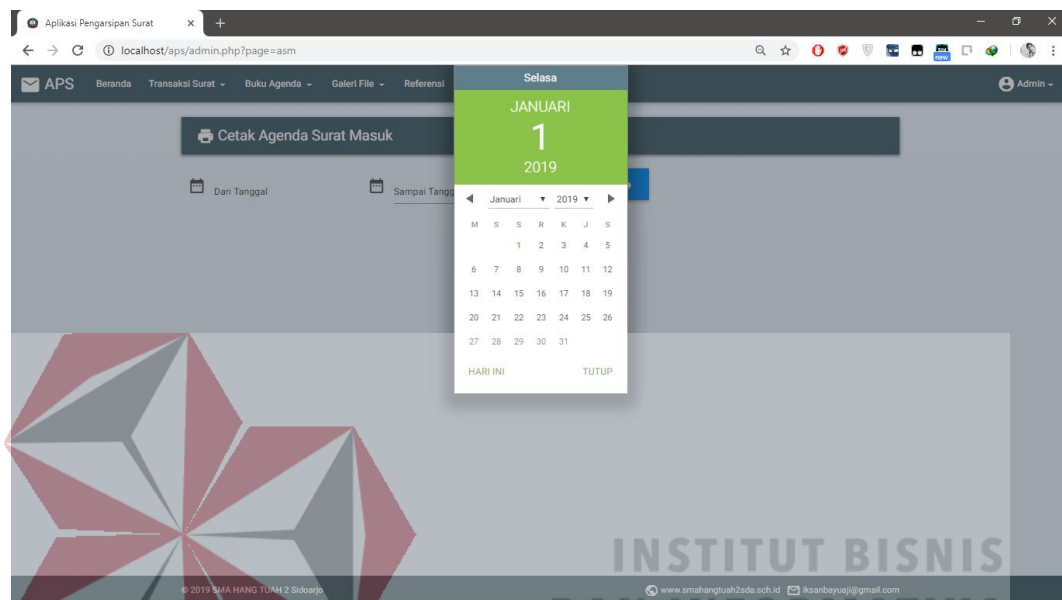 Aplikasi Pengarsipan Surat
localhost/aps/admin.php?page=asm
new
APS Beranda Transaksi Surat Buku Agenda Galeri File Referensi Admin
Cetak Agenda Surat Masuk
Dari Tanggal Sampai Tangg
Selasa
JANUARI
1
2019
Januari 2019
M S S R K J S
1 2 3 4 5
6 7 8 9 10 11 12
13 14 15 16 17 18 19
20 21 22 23 24 25 26
27 28 29 30 31
HARI INI TUTUP
INSTITUT BISNIS
© 2019 SMA HANG TUAH 2 Sidoarjo www.smahangtuah2sda.sch.id iksanbayuaji@gmail.com